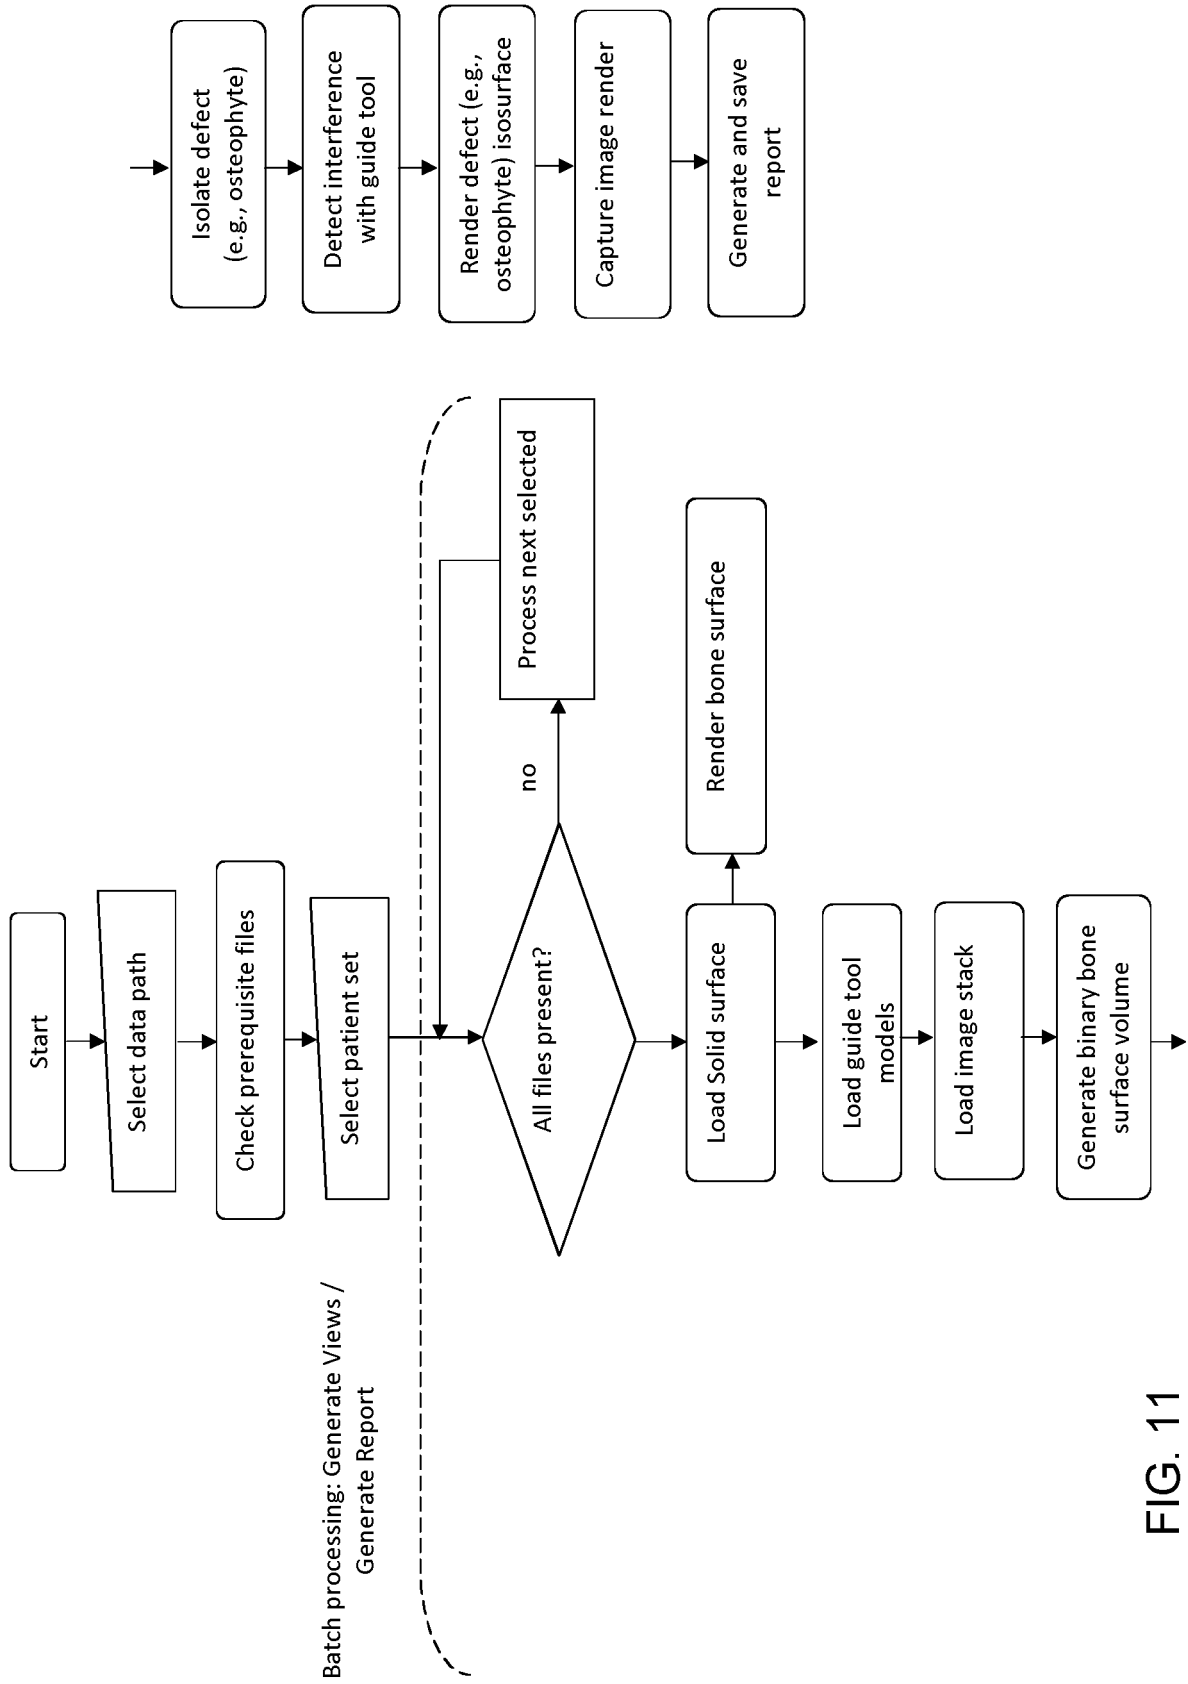 Start
Select data path
Check prerequisite files
Select patient set
Batch processing: Generate Views /
Generate Report
All files present?
no
Process next selected
Load Solid surface
Render bone surface
Load guide tool
models
Load image stack
Generate binary bone
surface volume
Isolate defect
(e.g., osteophyte)
Detect interference
with guide tool
Render defect (e.g.,
osteophyte) isosurface
Capture image render
Generate and save
report
FIG. 11